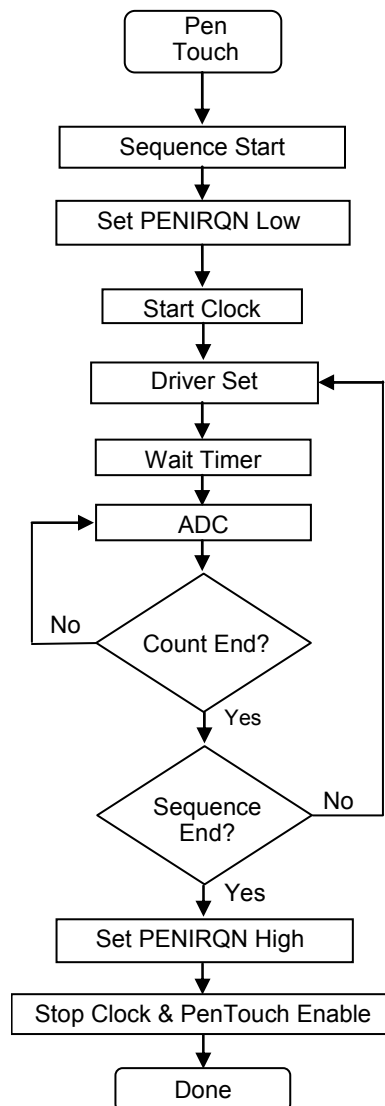 Pen
Touch
Sequence Start
Set PENIRQN Low
Start Clock
Driver Set
Wait Timer
ADC
No
Count End?
Yes
Sequence
End?
No
Yes
Set PENIRQN High
Stop Clock & PenTouch Enable
Done